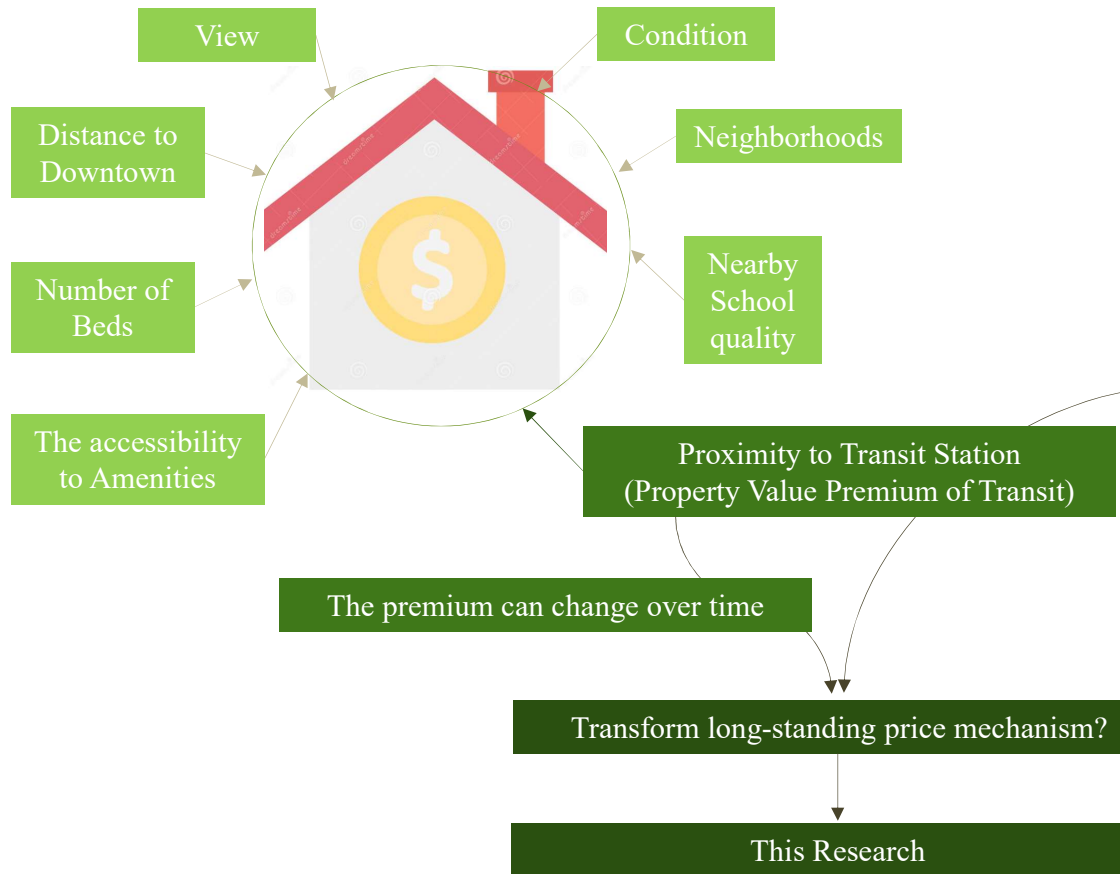 View
Condition
Distance to
Downtown
Neighborhoods
Number of
Beds
Nearby
School
quality
$
The accessibility
to Amenities
Proximity to Transit Station
(Property Value Premium of Transit)
The premium can change over time
Transform long-standing price mechanism?
This Research